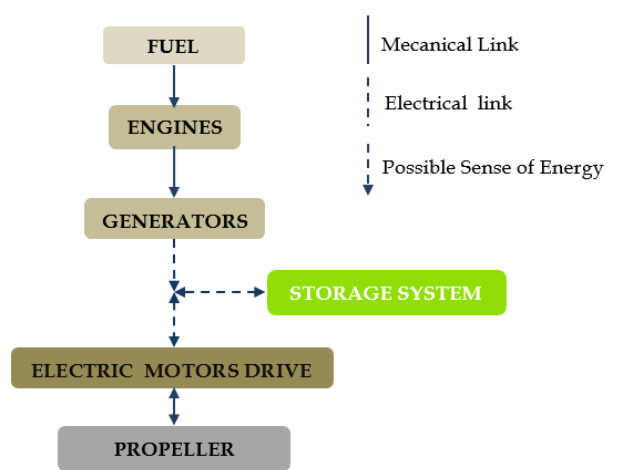 FUEL
Mecanical Link
ENGINES
Electrical link
Possible Sense of Energy
GENERATORS
STORAGE SYSTEM
ELECTRIC MOTORS DRIVE
PROPELLER